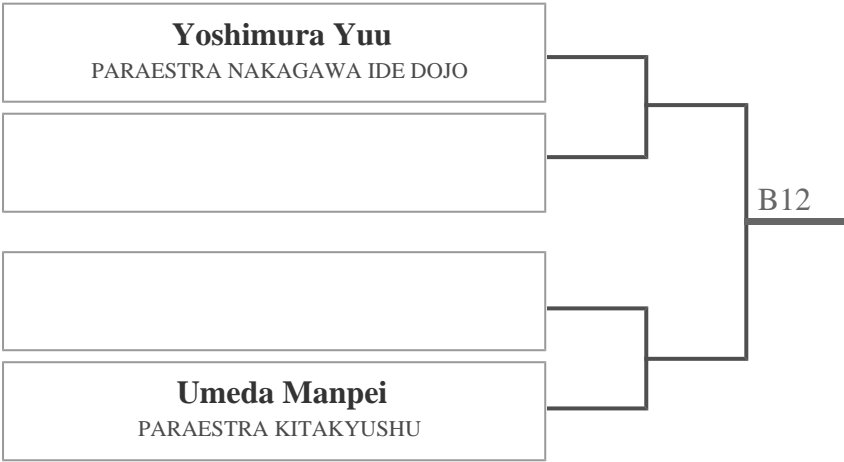 Yoshimura Yuu
PARAESTRA NAKAGAWA IDE DOJO
B12
Umeda Manpei
PARAESTRA KITAKYUSHU